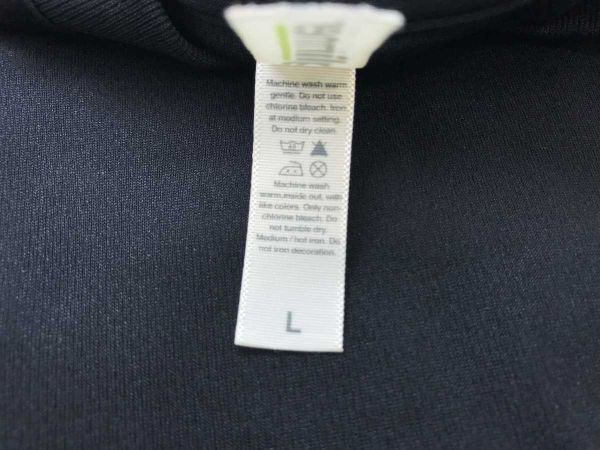 Machine wash warm
gentle. Do not use
chlorine bleach. Iron
at medium setting.
Do not dry clean.
Machine wash
warm,inside out, with
like colors. Only non-
chlorine bleach. Do
not tumble dry.
Medium / hot iron. Do
not iron decoration.
L